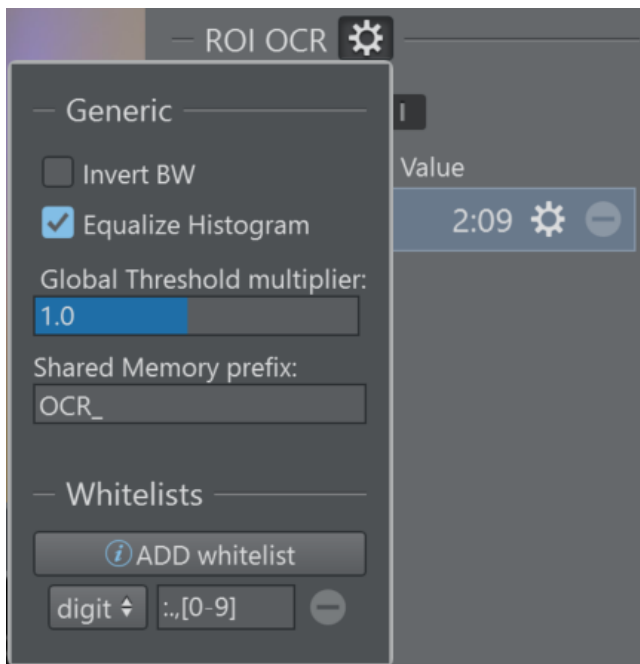 ROI OCR
Generic
Invert BW
Value
Equalize Histogram
2:09
Global Threshold multiplier:
1.0
Shared Memory prefix:
OCR_
Whitelists
ADD whitelist
digit
:.,[0-9]